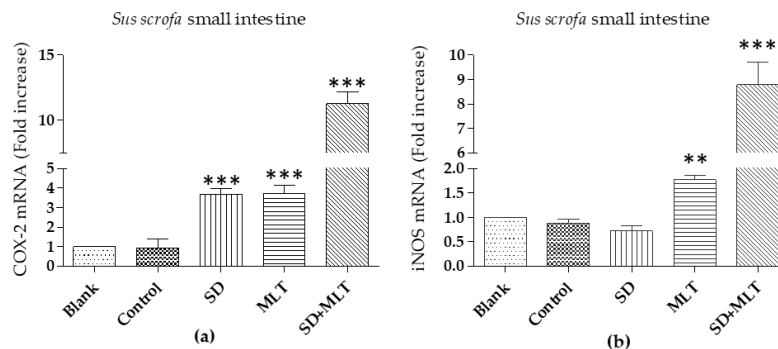 Sus scrofa small intestine
COX-2 mRNA (Fold increase)
15
10
5
4
3
2
1
0
***
***
***
Blank
Control
SD
MLT
SD+MLT
(a)
Sus scrofa small intestine
iNOS mRNA (Fold increase)
10
9
8
7
6
2.0
1.5
1.0
0.5
0.0
**
***
Blank
Control
SD
MLT
SD+MLT
(b)